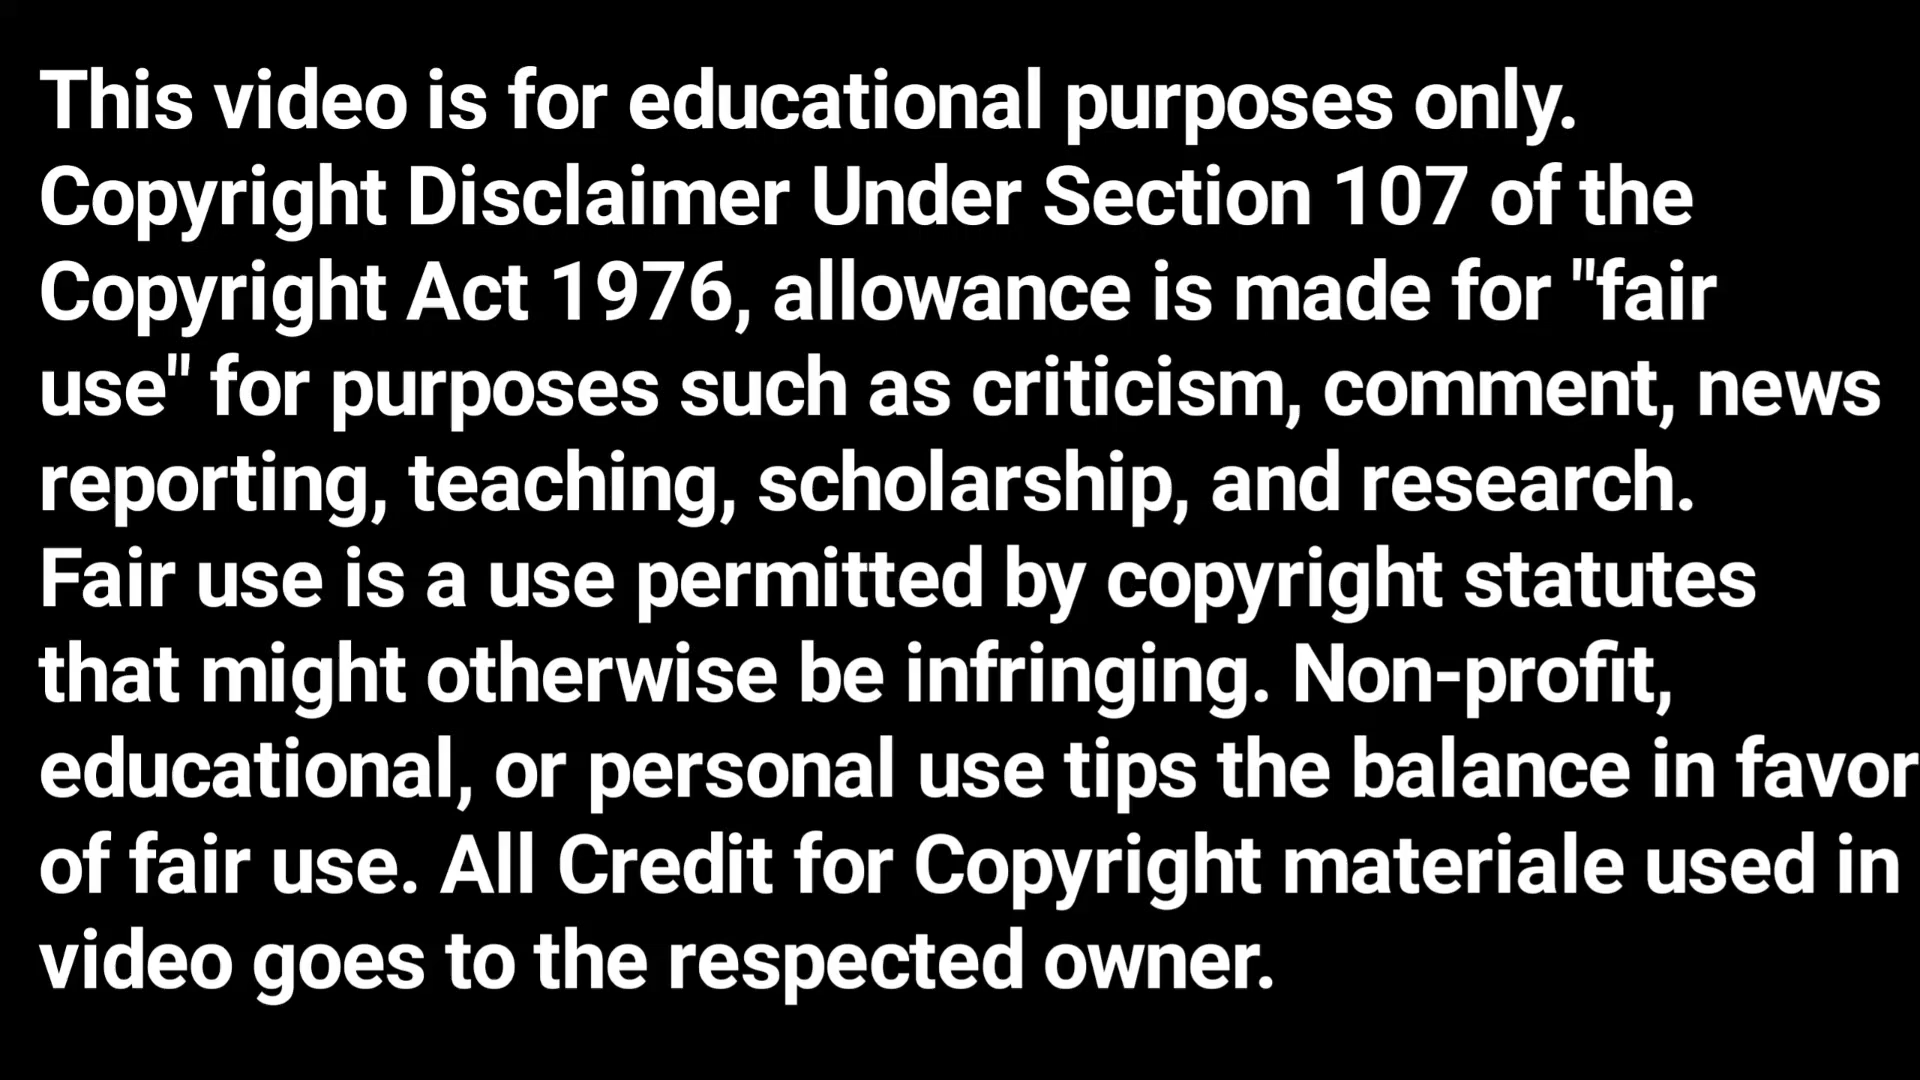 This video is for educational purposes only.
Copyright Disclaimer Under Section 107 of the
Copyright Act 1976, allowance is made for "fair
use" for purposes such as criticism, comment, news
reporting, teaching, scholarship, and research.
Fair use is a use permitted by copyright statutes
that might otherwise be infringing. Non-profit,
educational, or personal use tips the balance in favor
of fair use. All Credit for Copyright materiale used in
video goes to the respected owner.